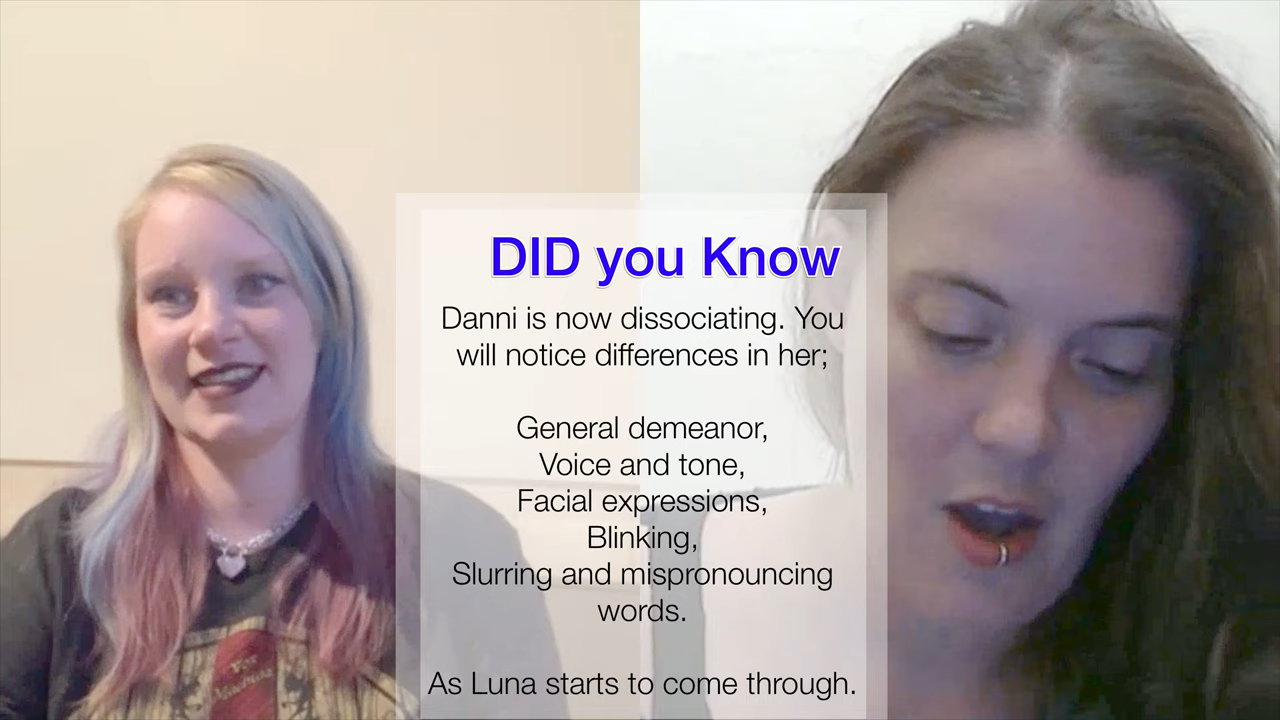 DID you Know
Danni is now dissociating. You
will notice differences in her;
General demeanor,
Voice and tone,
Facial expressions,
Blinking,
Slurring and mispronouncing
words.
As Luna starts to come through.